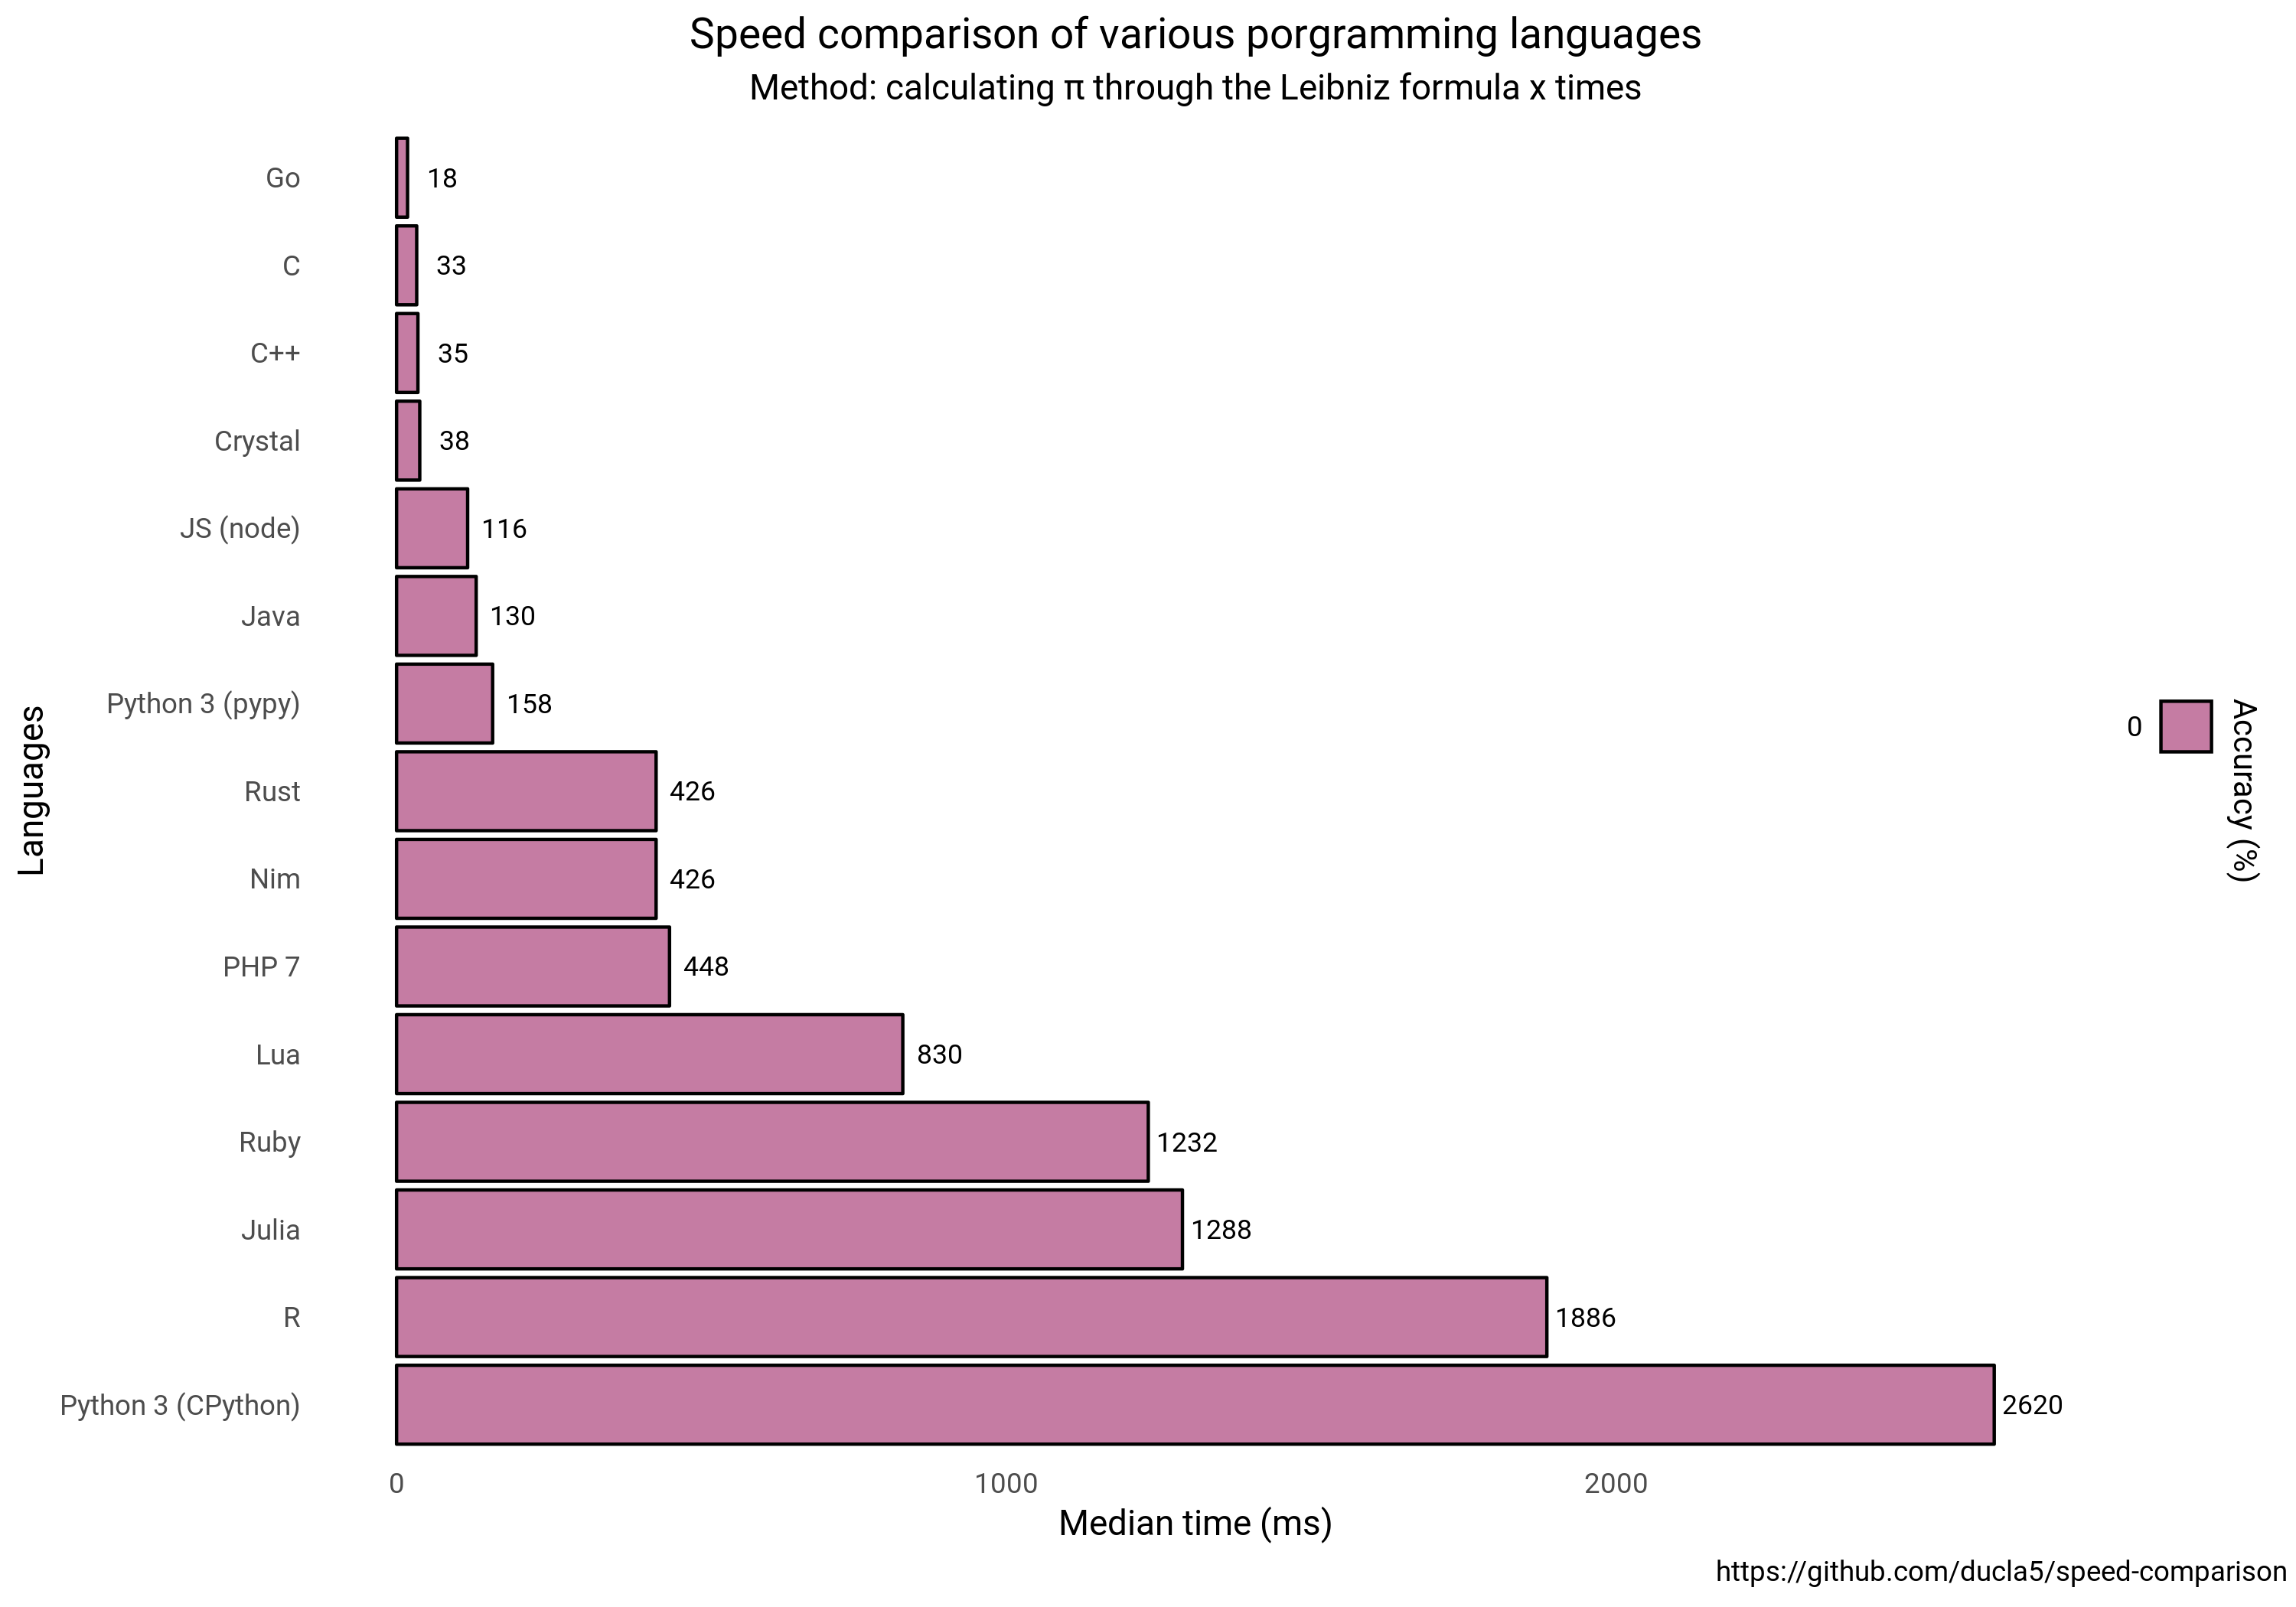 Speed comparison of various porgramming languages
Method: calculating π through the Leibniz formula x times
Languages
Go 18
C 33
C++ 35
Crystal 38
JS (node) 116
Java 130
Python 3 (pypy) 158
Rust 426
Nim 426
PHP 7 448
Lua 830
Ruby 1232
Julia 1288
R 1886
Python 3 (CPython) 2620
0 1000 2000
Median time (ms)
0
Accuracy (%)
https://github.com/ducla5/speed-comparison